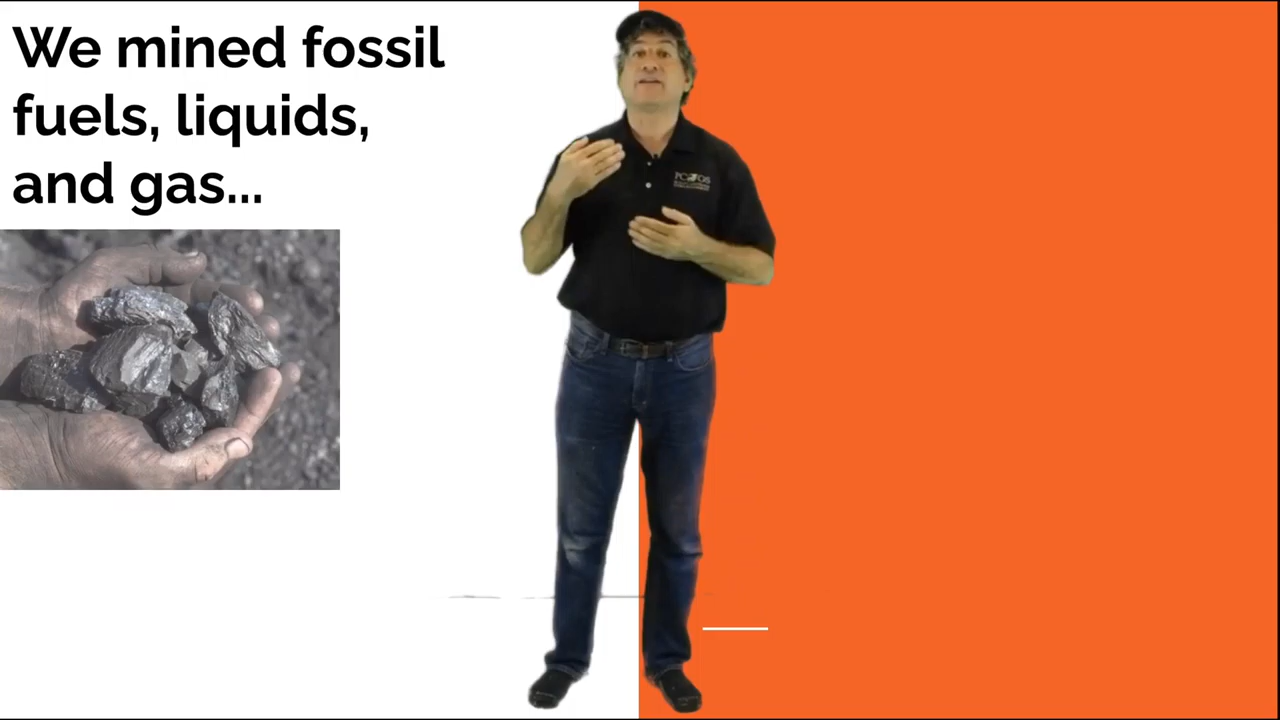 We mined fossil
fuels, liquids,
and gas...